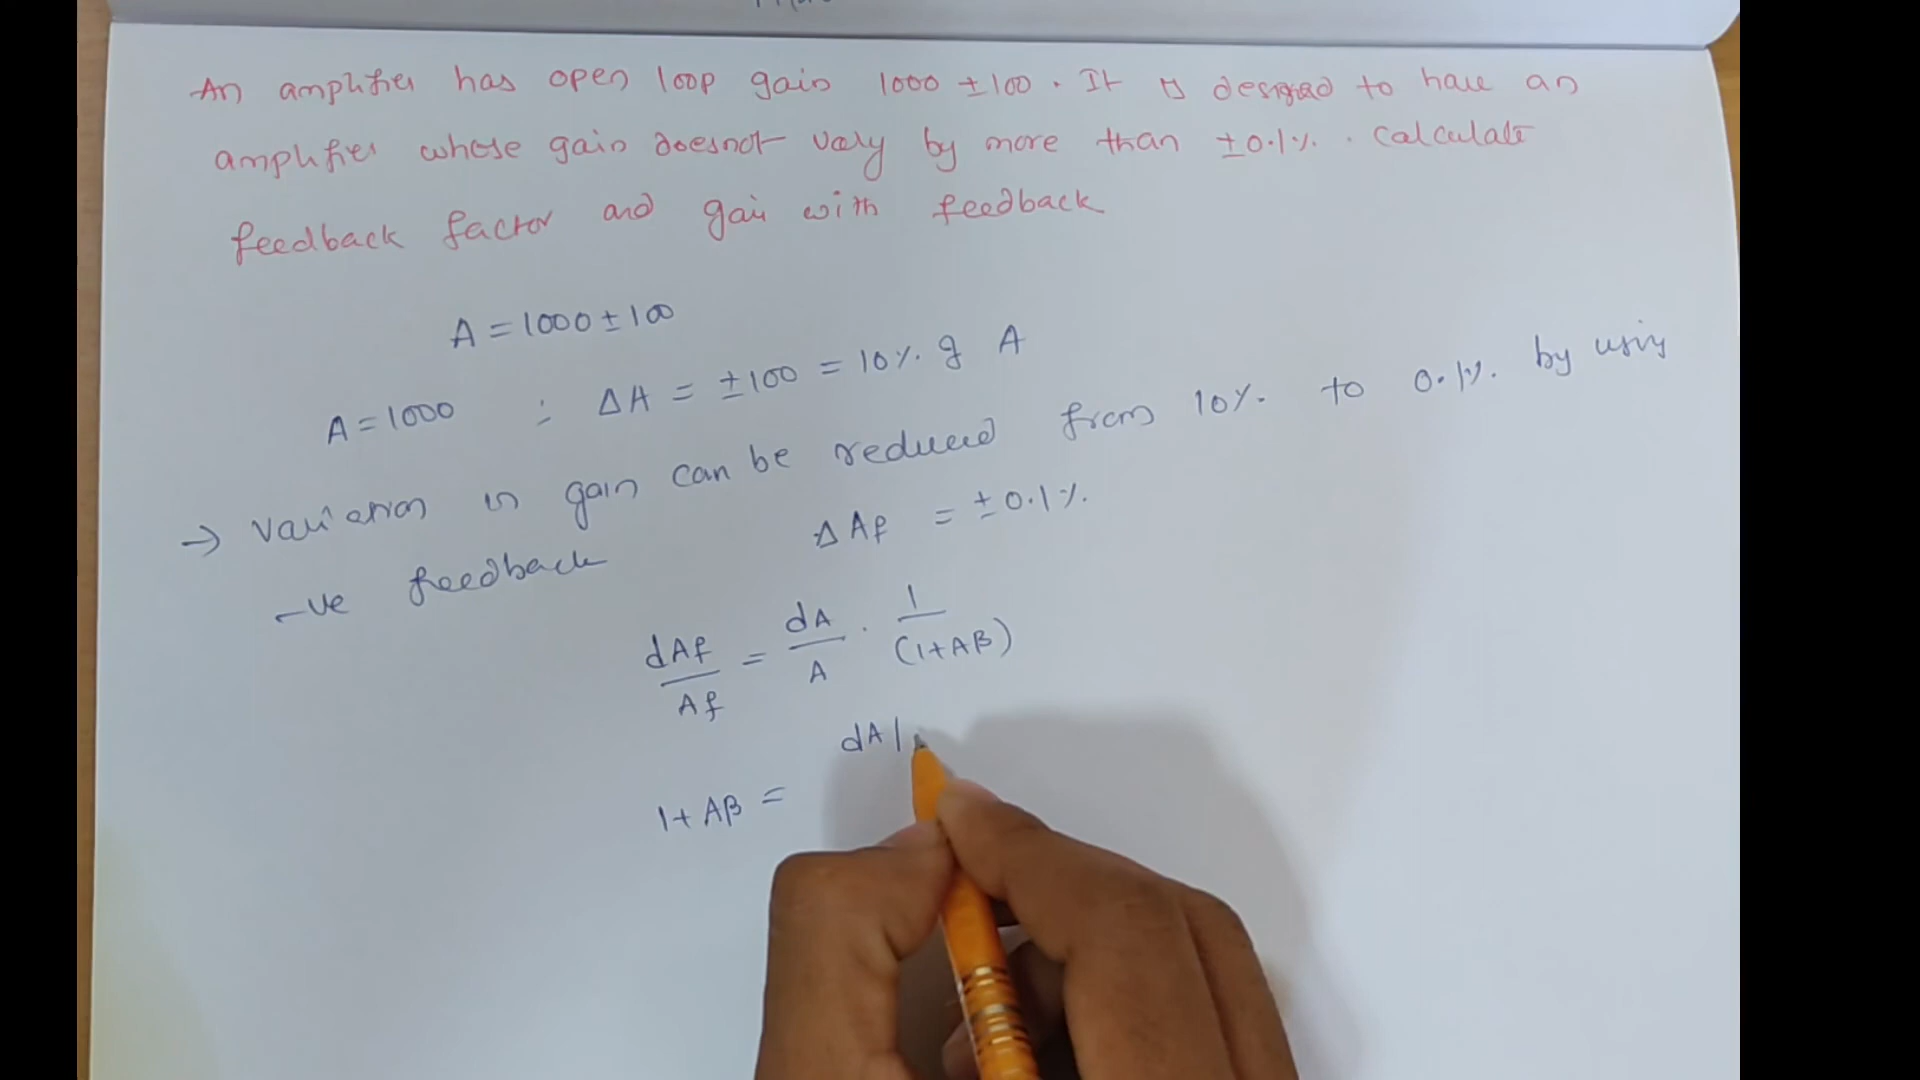 An amplifier has open loop gain 1000 ± 100 . It is designed to have an
amplifier whose gain doesnot vary by more than ±0.1% . Calculate
feedback factor and gain with feedback
A = 1000 ± 100
A = 1000 ; ΔA = ±100 = 10% of A
→ Variation in gain can be reduced from 10% to 0.1% by using
-ve feedback
ΔAf = ±0.1%
dAf/Af = dA/A . 1/(1+Aβ)
1+Aβ = dA/